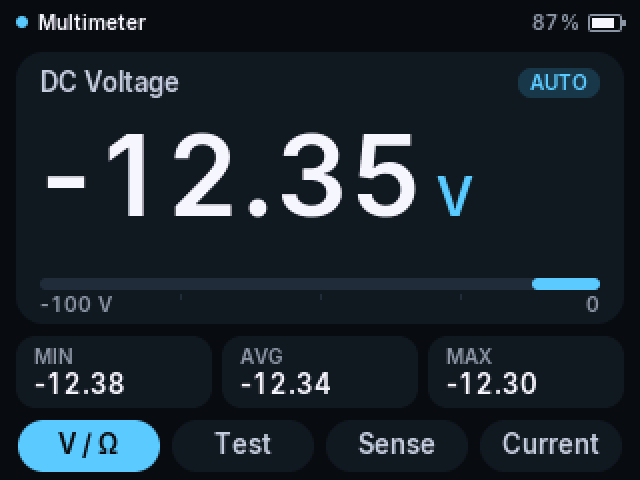 Multimeter 87%
DC Voltage AUTO
-12.35 V
-100 V 0
MIN AVG MAX
-12.38 -12.34 -12.30
V / Ω Test Sense Current